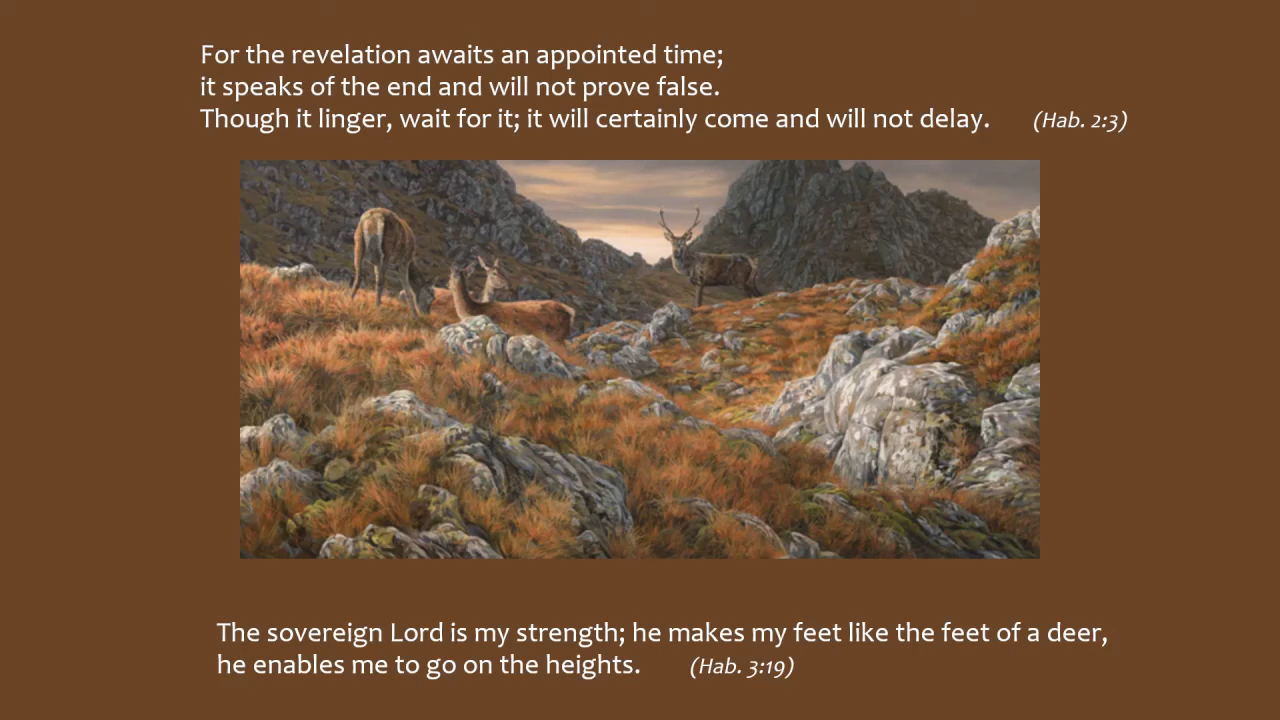 For the revelation awaits an appointed time;
it speaks of the end and will not prove false.
Though it linger, wait for it; it will certainly come and will not delay. (Hab. 2:3)
The sovereign Lord is my strength; he makes my feet like the feet of a deer,
he enables me to go on the heights. (Hab. 3:19)